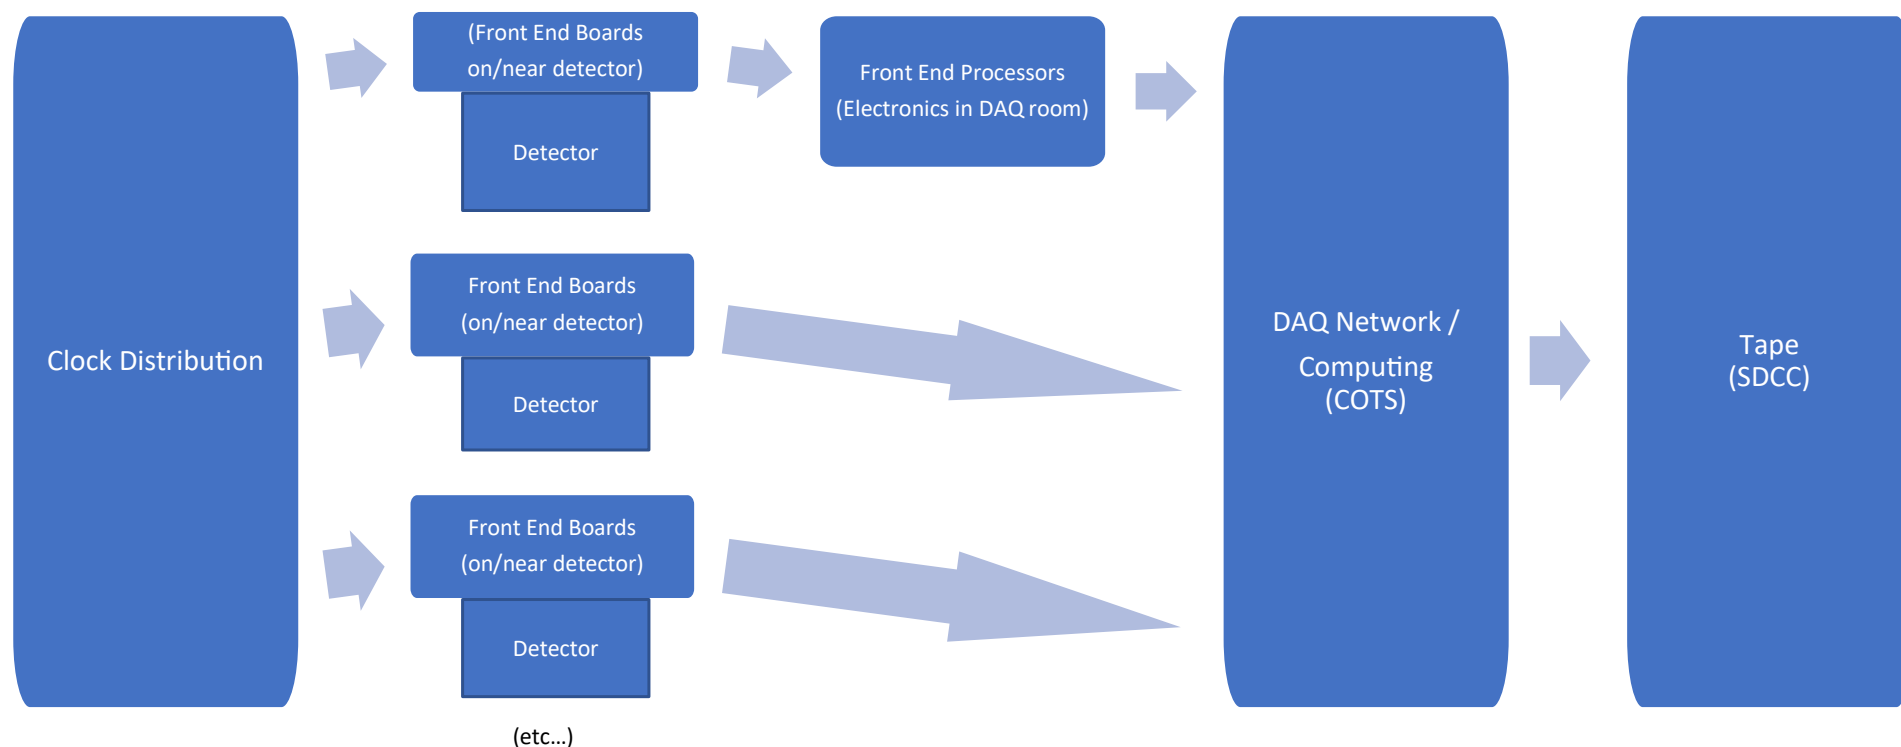 Clock Distribution
(Front End Boards
on/near detector)
Detector
Front End Processors
(Electronics in DAQ room)
Front End Boards
(on/near detector)
Detector
Front End Boards
(on/near detector)
Detector
(etc...)
DAQ Network /
Computing
(COTS)
Tape
(SDCC)